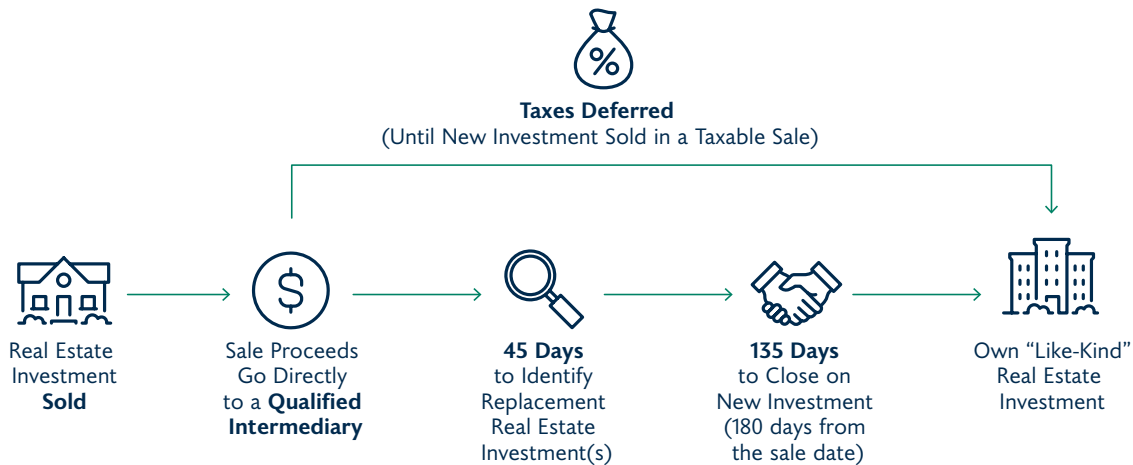 %
Taxes Deferred
(Until New Investment Sold in a Taxable Sale)
$
Real Estate
Investment
Sold
Sale Proceeds
Go Directly
to a Qualified
Intermediary
45 Days
to Identify
Replacement
Real Estate
Investment(s)
135 Days
to Close on
New Investment
(180 days from
the sale date)
Own “Like-Kind”
Real Estate
Investment